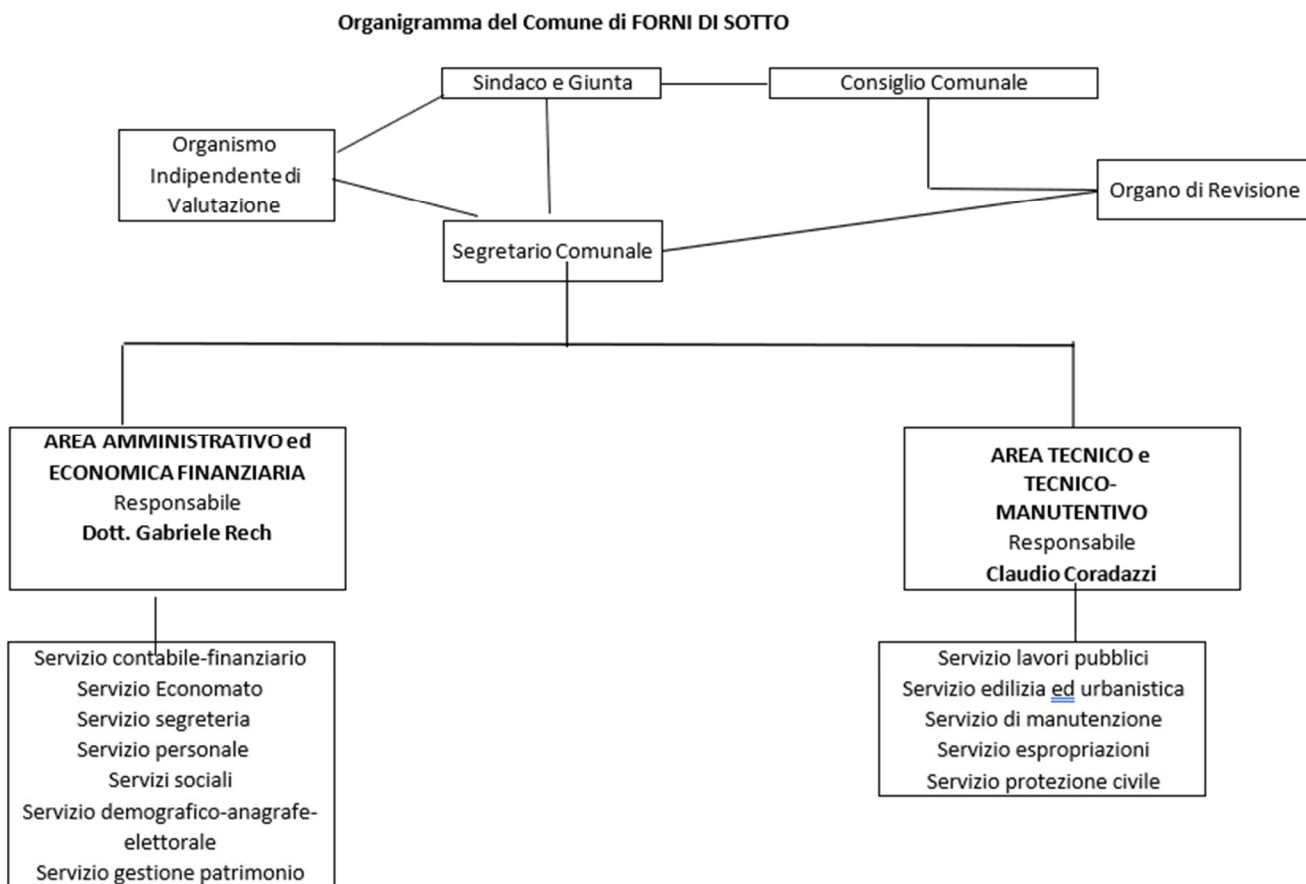 Organigramma del Comune di FORNI DI SOTTO
Sindaco e Giunta
Consiglio Comunale
Organismo
Indipendente di
Valutazione
Organo di Revisione
Segretario Comunale
AREA AMMINISTRATIVO ed
ECONOMICA FINANZIARIA
Responsabile
Dott. Gabriele Rech
AREA TECNICO e
TECNICO-
MANUTENTIVO
Responsabile
Claudio Coradazzi
Servizio contabile-finanziario
Servizio Economato
Servizio segreteria
Servizio personale
Servizi sociali
Servizio demografico-anagrafe-
elettorale
Servizio gestione patrimonio
Servizio lavori pubblici
Servizio edilizia ed urbanistica
Servizio di manutenzione
Servizio espropriazioni
Servizio protezione civile